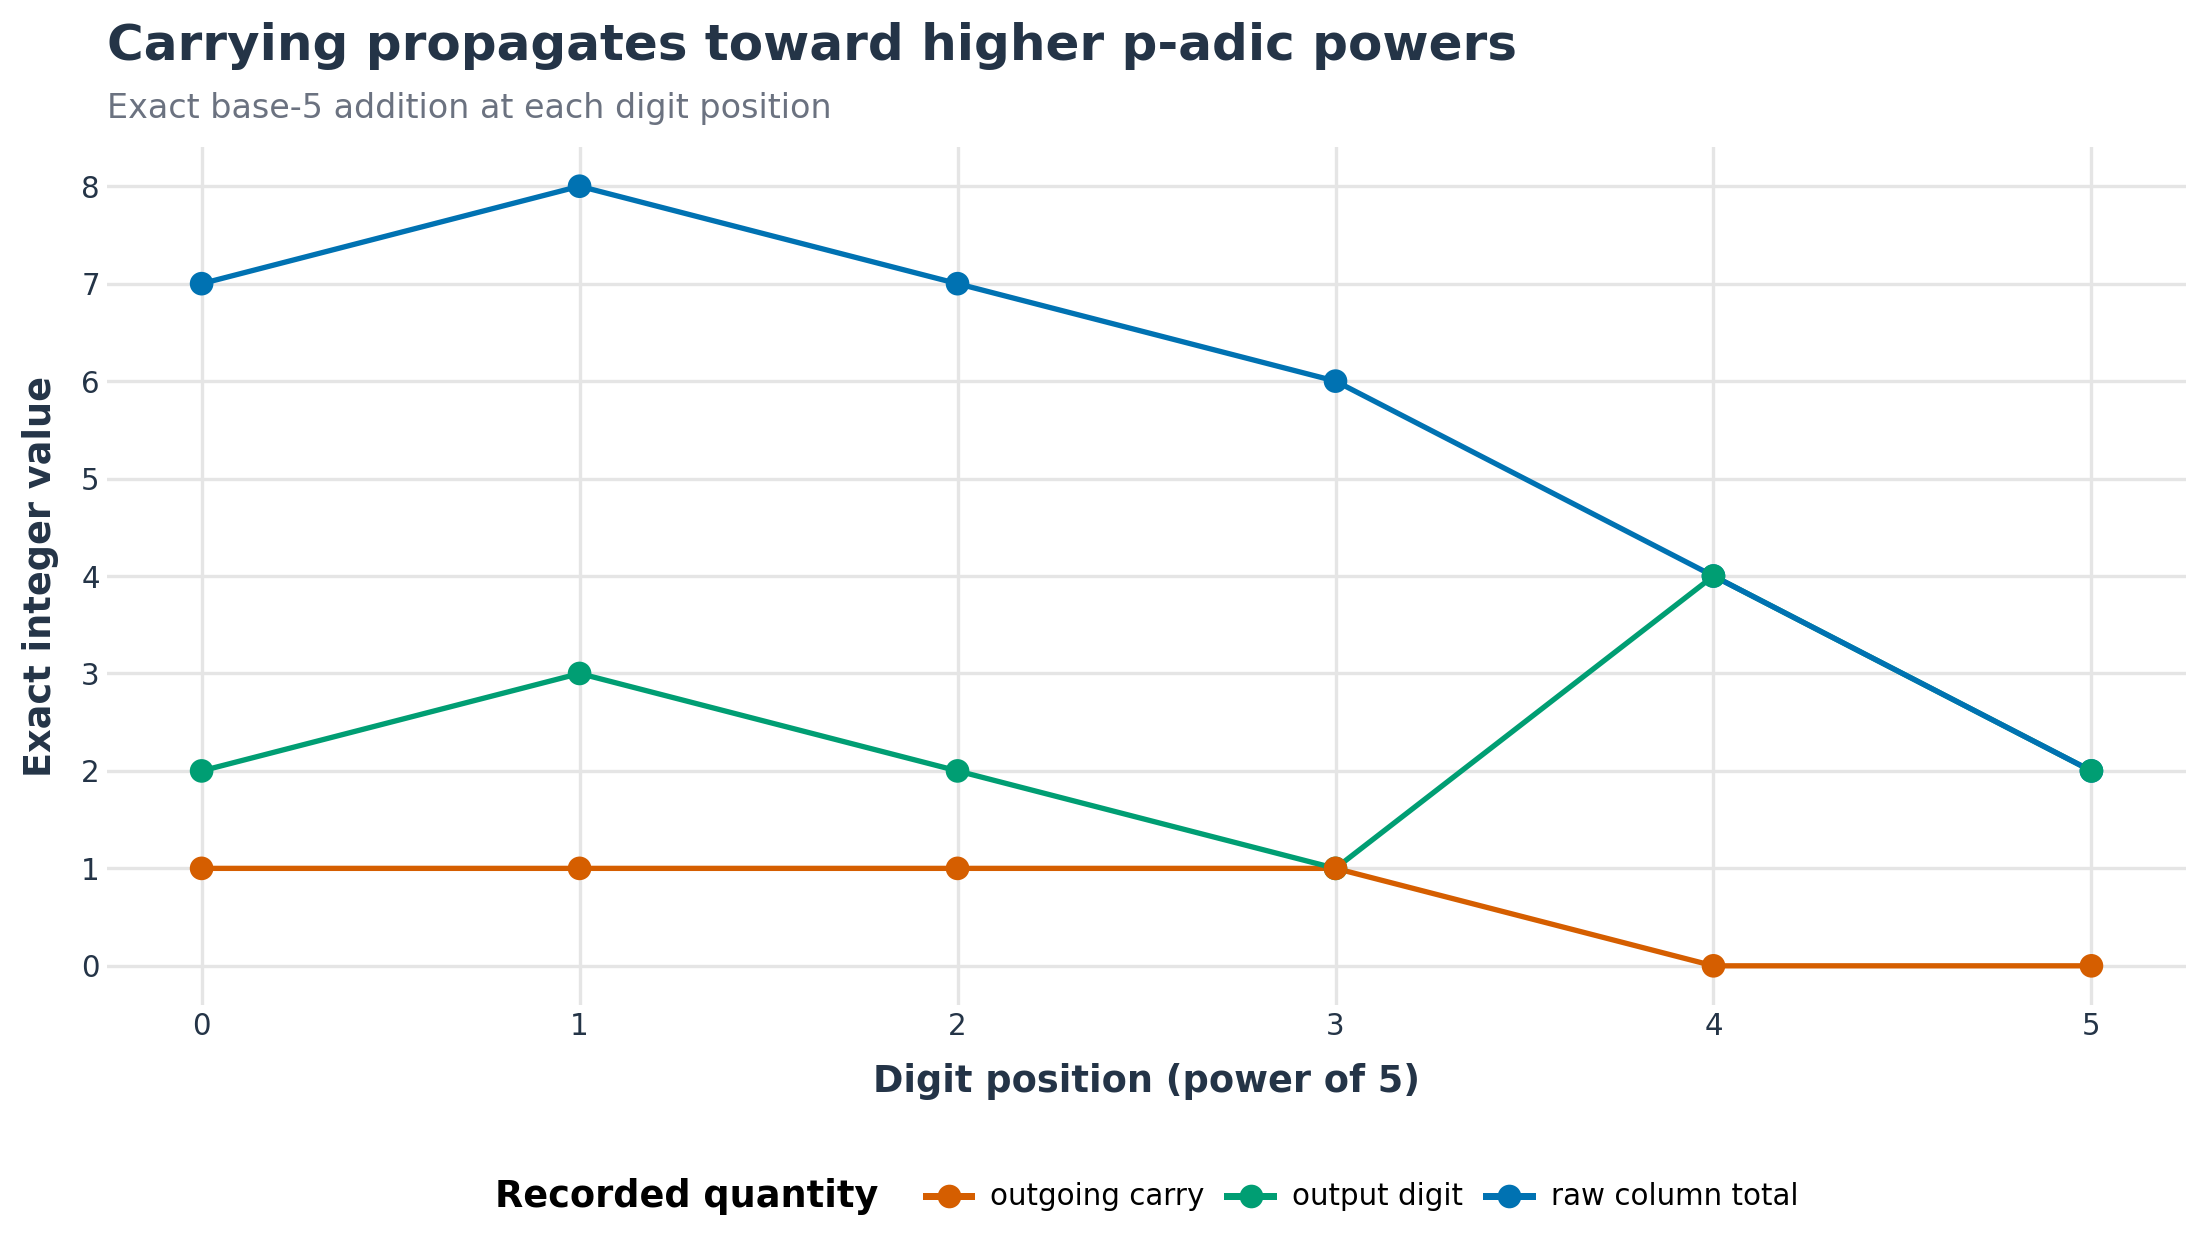 Carrying propagates toward higher p-adic powers
Exact base-5 addition at each digit position
Exact integer value
8
7
6
5
4
3
2
1
0
0 1 2 3 4 5
Digit position (power of 5)
Recorded quantity outgoing carry output digit raw column total